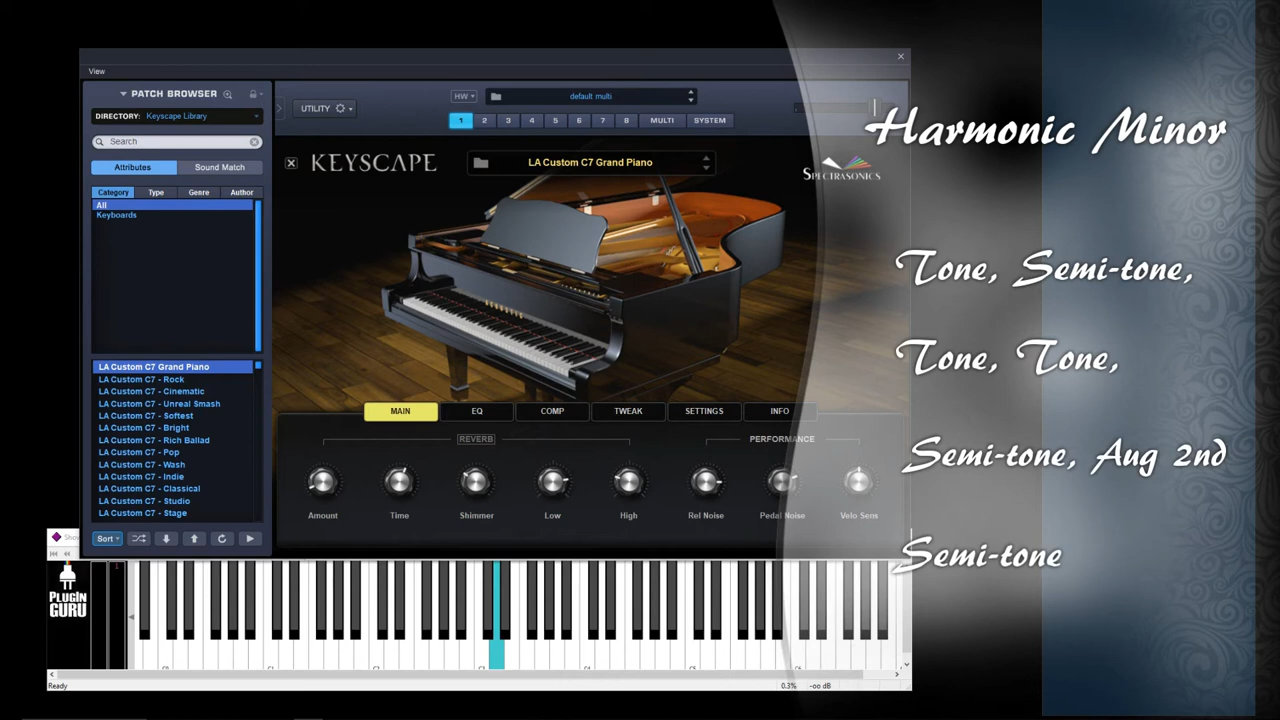 View
PATCH BROWSER
DIRECTORY: Keyscape Library
Search
Attributes Sound Match
Category Type Genre Author
All
Keyboards
LA Custom C7 Grand Piano
LA Custom C7 - Rock
LA Custom C7 - Cinematic
LA Custom C7 - Unreal Smash
LA Custom C7 - Softest
LA Custom C7 - Bright
LA Custom C7 - Rich Ballad
LA Custom C7 - Pop
LA Custom C7 - Wash
LA Custom C7 - Indie
LA Custom C7 - Classical
LA Custom C7 - Studio
LA Custom C7 - Stage
Sort
UTILITY
HW
default multi
1 2 3 4 5 6 7 8 MULTI SYSTEM
KEYSCAPE
LA Custom C7 Grand Piano
SPECTRASONICS
MAIN EQ COMP TWEAK SETTINGS INFO
REVERB PERFORMANCE
Amount Time Shimmer Low High Rel Noise Pedal Noise Velo Sens
Harmonic Minor
Tone, Semi-tone,
Tone, Tone,
Semi-tone, Aug 2nd
Semi-tone
PLUGIN
GURU
Ready
0.3% -oo dB